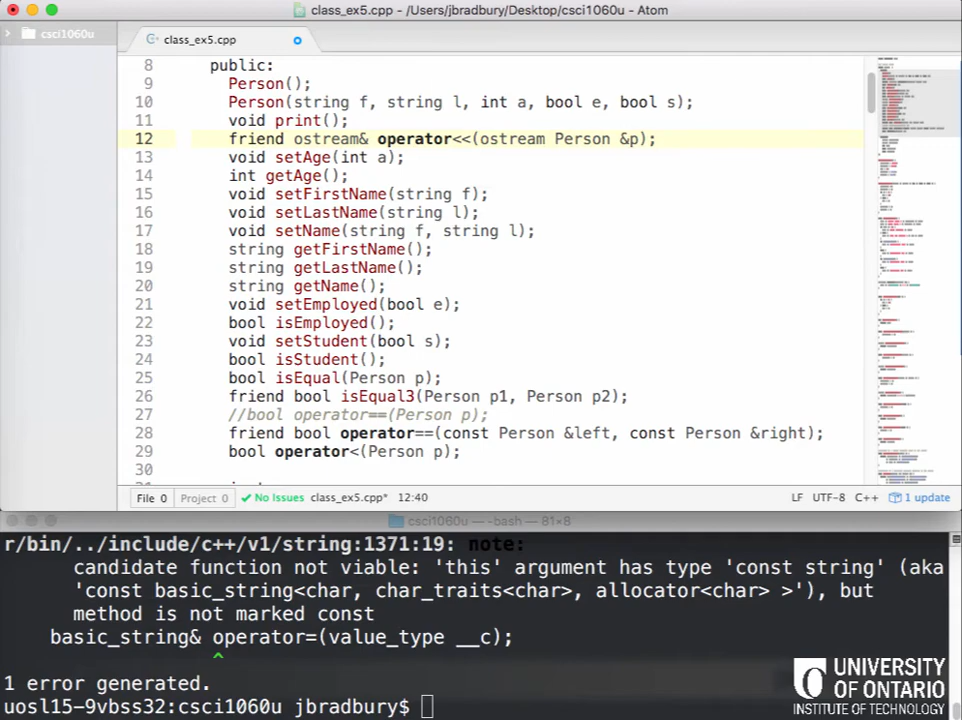 class_ex5.cpp - /Users/jbradbury/Desktop/csci1060u - Atom
csci1060u
class_ex5.cpp
8 public:
9 Person();
10 Person(string f, string l, int a, bool e, bool s);
11 void print();
12 friend ostream& operator<<(ostream Person &p);
13 void setAge(int a);
14 int getAge();
15 void setFirstName(string f);
16 void setLastName(string l);
17 void setName(string f, string l);
18 string getFirstName();
19 string getLastName();
20 string getName();
21 void setEmployed(bool e);
22 bool isEmployed();
23 void setStudent(bool s);
24 bool isStudent();
25 bool isEqual(Person p);
26 friend bool isEqual3(Person p1, Person p2);
27 //bool operator==(Person p);
28 friend bool operator==(const Person &left, const Person &right);
29 bool operator<(Person p);
30
File 0 Project 0 ✓ No Issues class_ex5.cpp* 12:40 LF UTF-8 C++ 1 update
csci1060u — -bash — 81×8
r/bin/../include/c++/v1/string:1371:19: note:
candidate function not viable: 'this' argument has type 'const string' (aka
'const basic_string<char, char_traits<char>, allocator<char> >'), but
method is not marked const
basic_string& operator=(value_type __c);
^
1 error generated.
uosl15-9vbss32:csci1060u jbradbury$
UNIVERSITY
OF ONTARIO
INSTITUTE OF TECHNOLOGY